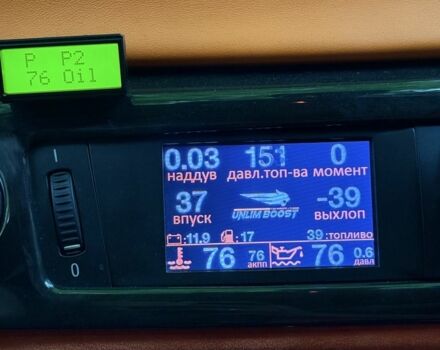 P P2
76 Oil
0.03 151 0
наддув давл.топ-ва момент
37 -39
впуск UNLIM BOOST выхлоп
:11.9 :17 39 :топливо
76 76 акпп 76 0.6 давл
I
0